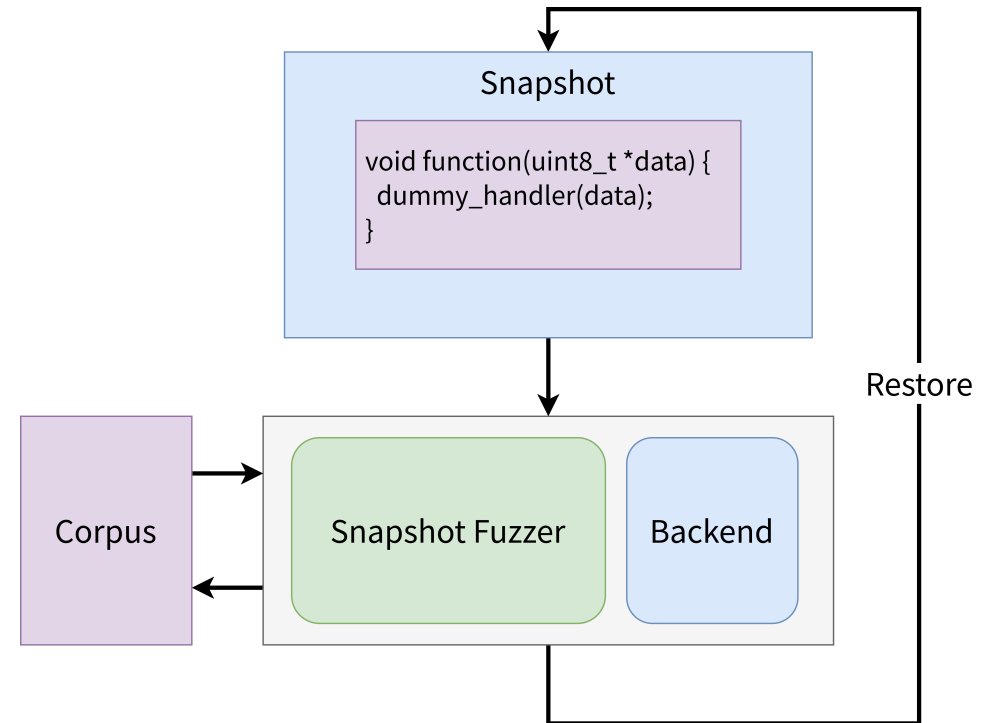 Snapshot
void function(uint8_t *data) {
  dummy_handler(data);
}
Restore
Corpus
Snapshot Fuzzer
Backend